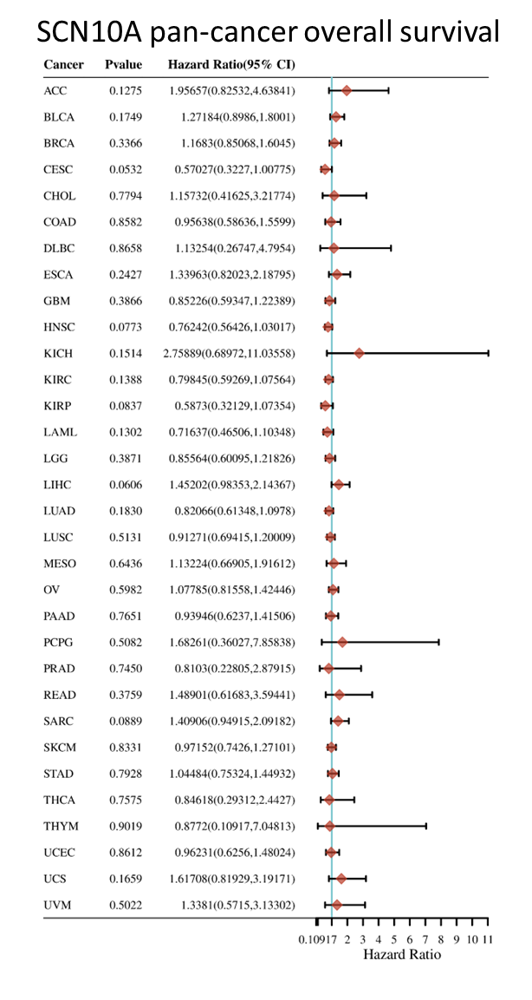 SCN10A pan-cancer overall survival
Cancer Pvalue Hazard Ratio(95% CI)
ACC 0.1275 1.95657(0.82532,4.63841)
BLCA 0.1749 1.27184(0.8986,1.8001)
BRCA 0.3366 1.1683(0.85068,1.6045)
CESC 0.0532 0.57027(0.3227,1.00775)
CHOL 0.7794 1.15732(0.41625,3.21774)
COAD 0.8582 0.95638(0.58636,1.5599)
DLBC 0.8658 1.13254(0.26747,4.7954)
ESCA 0.2427 1.33963(0.82023,2.18795)
GBM 0.3866 0.85226(0.59347,1.22389)
HNSC 0.0773 0.76242(0.56426,1.03017)
KICH 0.1514 2.75889(0.68972,11.03558)
KIRC 0.1388 0.79845(0.59269,1.07564)
KIRP 0.0837 0.5873(0.32129,1.07354)
LAML 0.1302 0.71637(0.46506,1.10348)
LGG 0.3871 0.85564(0.60095,1.21826)
LIHC 0.0606 1.45202(0.98353,2.14367)
LUAD 0.1830 0.82066(0.61348,1.0978)
LUSC 0.5131 0.91271(0.69415,1.20009)
MESO 0.6436 1.13224(0.66905,1.91612)
OV 0.5982 1.07785(0.81558,1.42446)
PAAD 0.7651 0.93946(0.6237,1.41506)
PCPG 0.5082 1.68261(0.36027,7.85838)
PRAD 0.7450 0.8103(0.22805,2.87915)
READ 0.3759 1.48901(0.61683,3.59441)
SARC 0.0889 1.40906(0.94915,2.09182)
SKCM 0.8331 0.97152(0.7426,1.27101)
STAD 0.7928 1.04484(0.75324,1.44932)
THCA 0.7575 0.84618(0.29312,2.4427)
THYM 0.9019 0.8772(0.10917,7.04813)
UCEC 0.8612 0.96231(0.6256,1.48024)
UCS 0.1659 1.61708(0.81929,3.19171)
UVM 0.5022 1.3381(0.5715,3.13302)
0.10917 2 3 4 5 6 7 8 9 10 11
Hazard Ratio